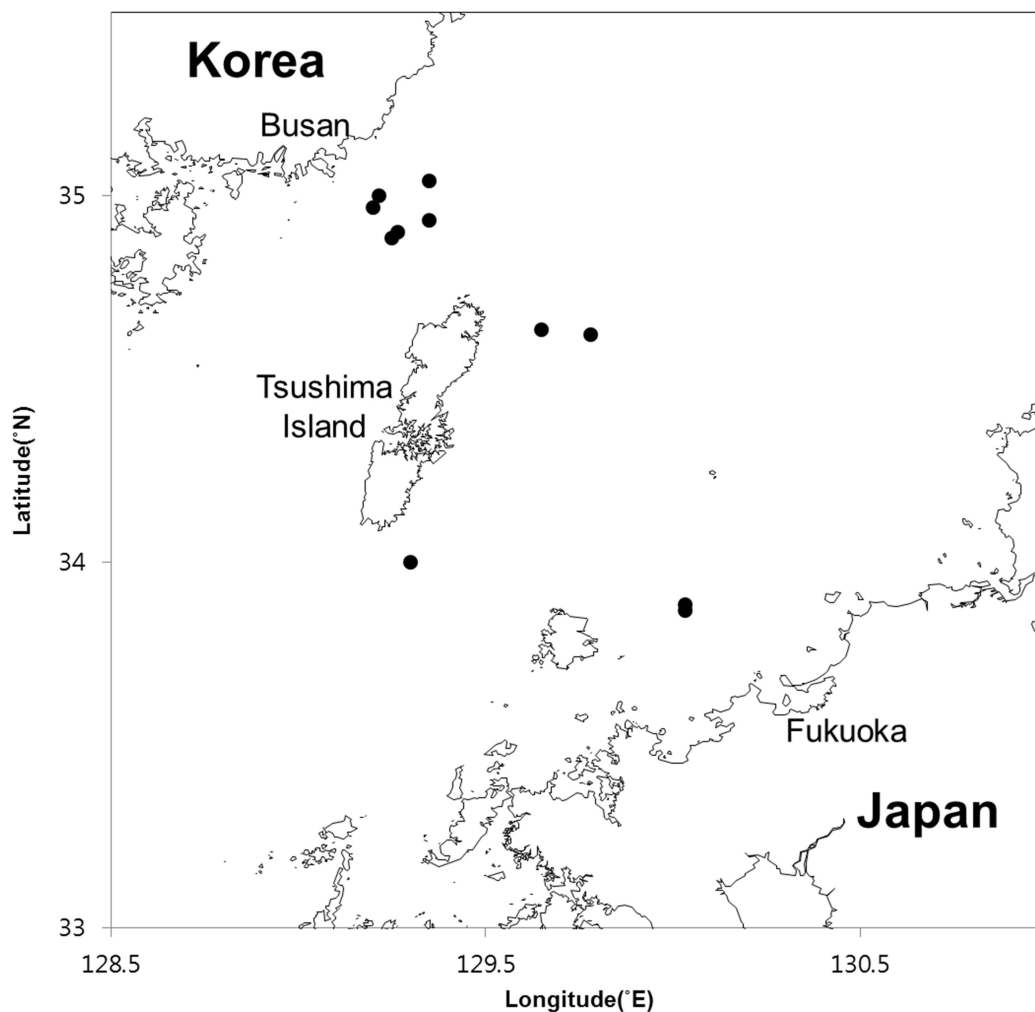 Korea
Busan
35
Tsushima
Island
Latitude(˚N)
34
Fukuoka
Japan
33
128.5
129.5
130.5
Longitude(˚E)